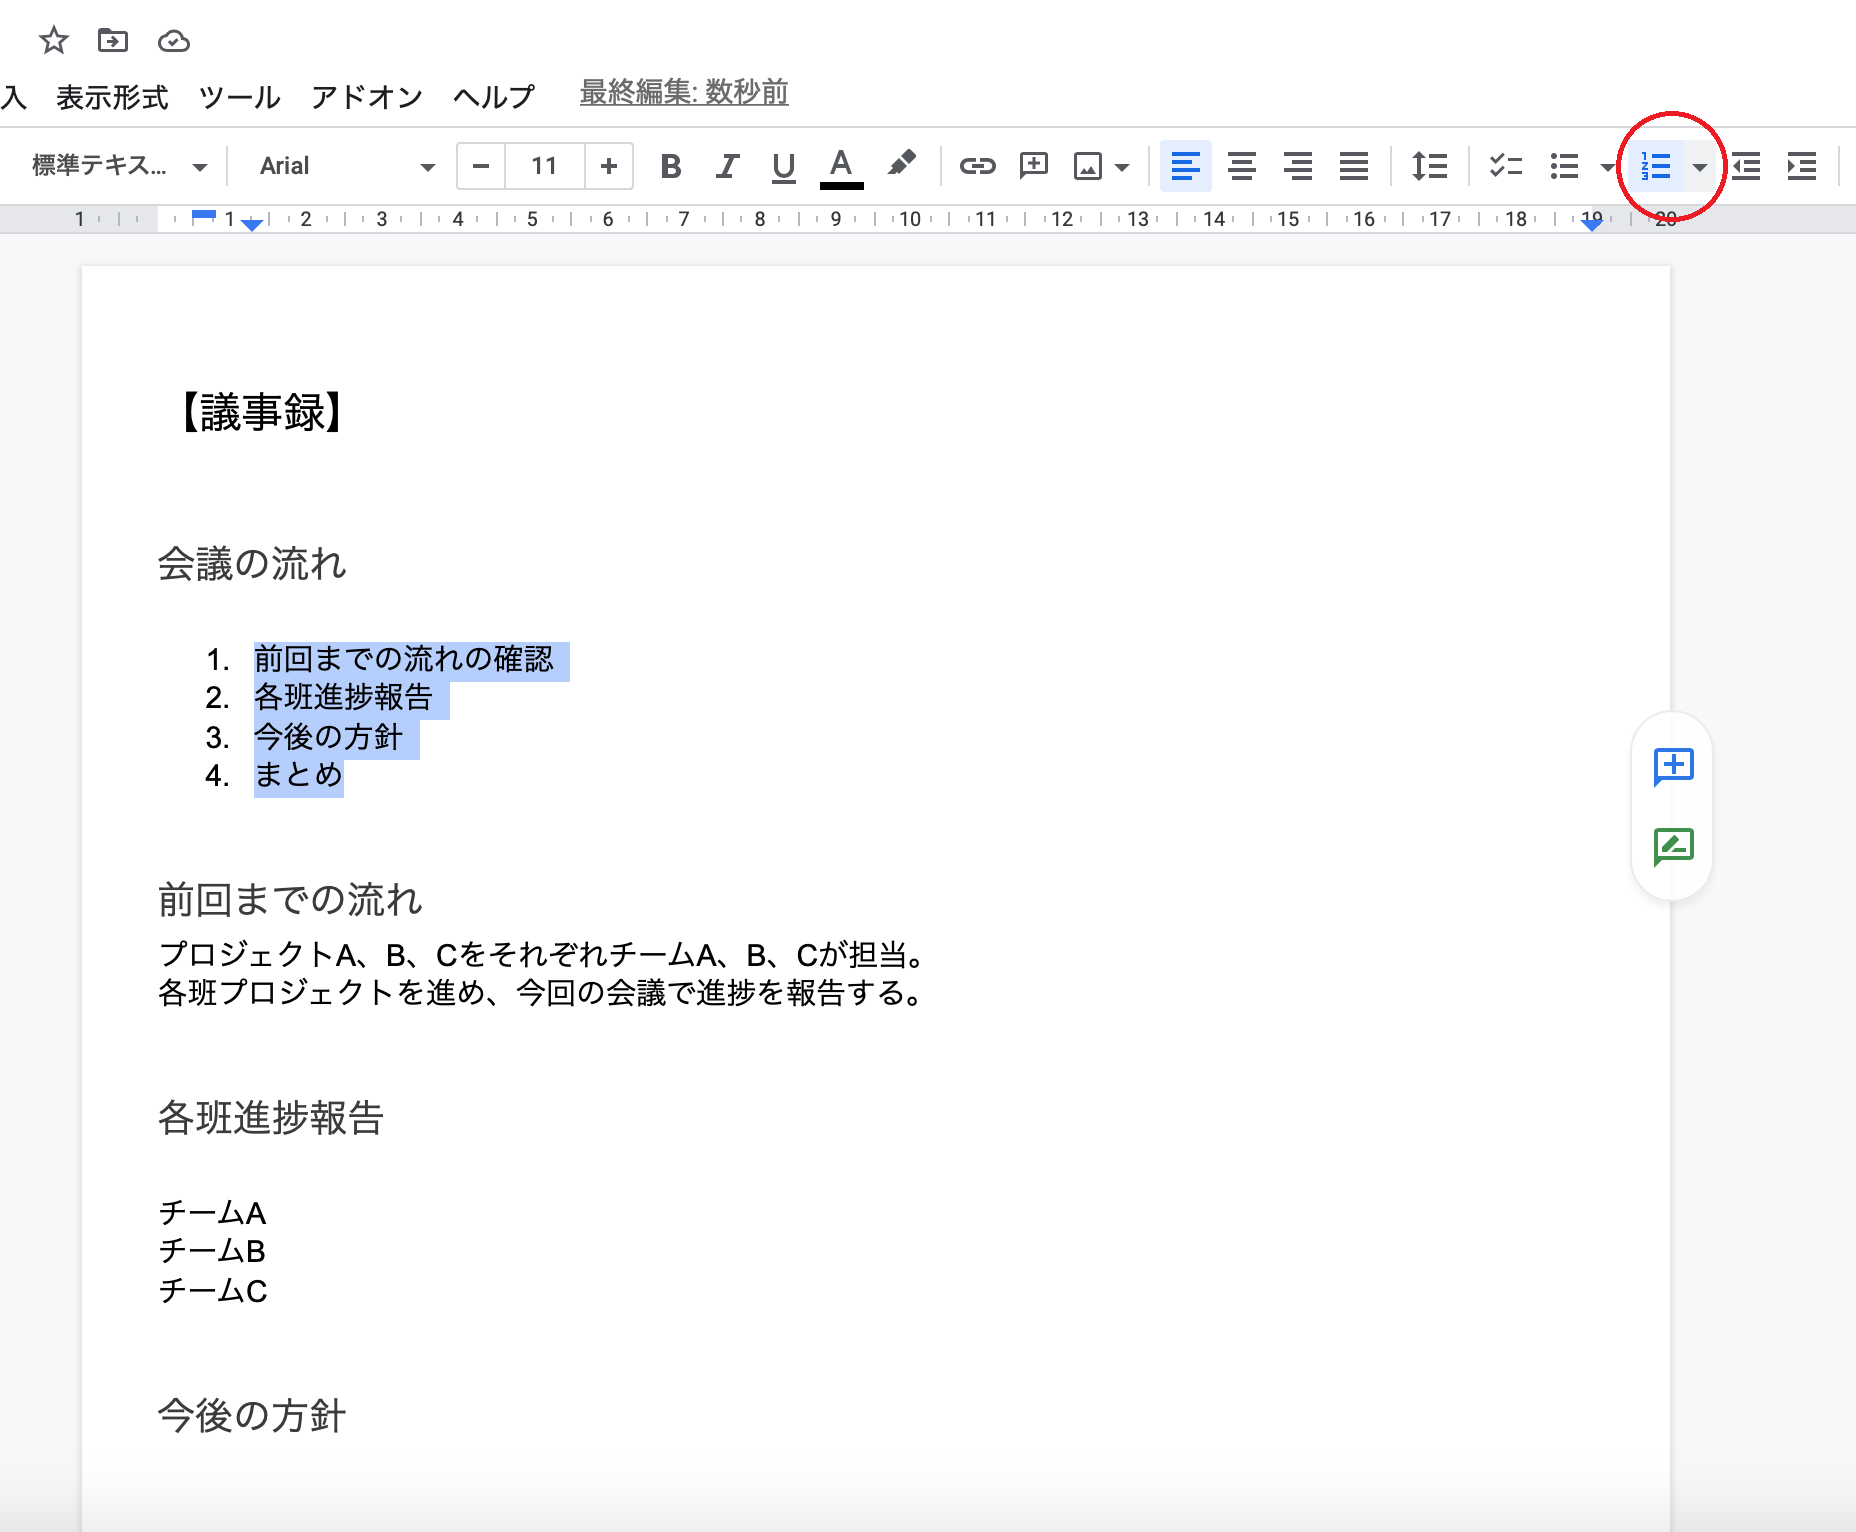 入 表示形式 ツール アドオン ヘルプ 最終編集: 数秒前
標準テキス... Arial 11 B I U A
1 1 2 3 4 5 6 7 8 9 10 11 12 13 14 15 16 17 18 19 20
【議事録】
会議の流れ
1. 前回までの流れの確認
2. 各班進捗報告
3. 今後の方針
4. まとめ
前回までの流れ
プロジェクトA、B、CをそれぞれチームA、B、Cが担当。
各班プロジェクトを進め、今回の会議で進捗を報告する。
各班進捗報告
チームA
チームB
チームC
今後の方針